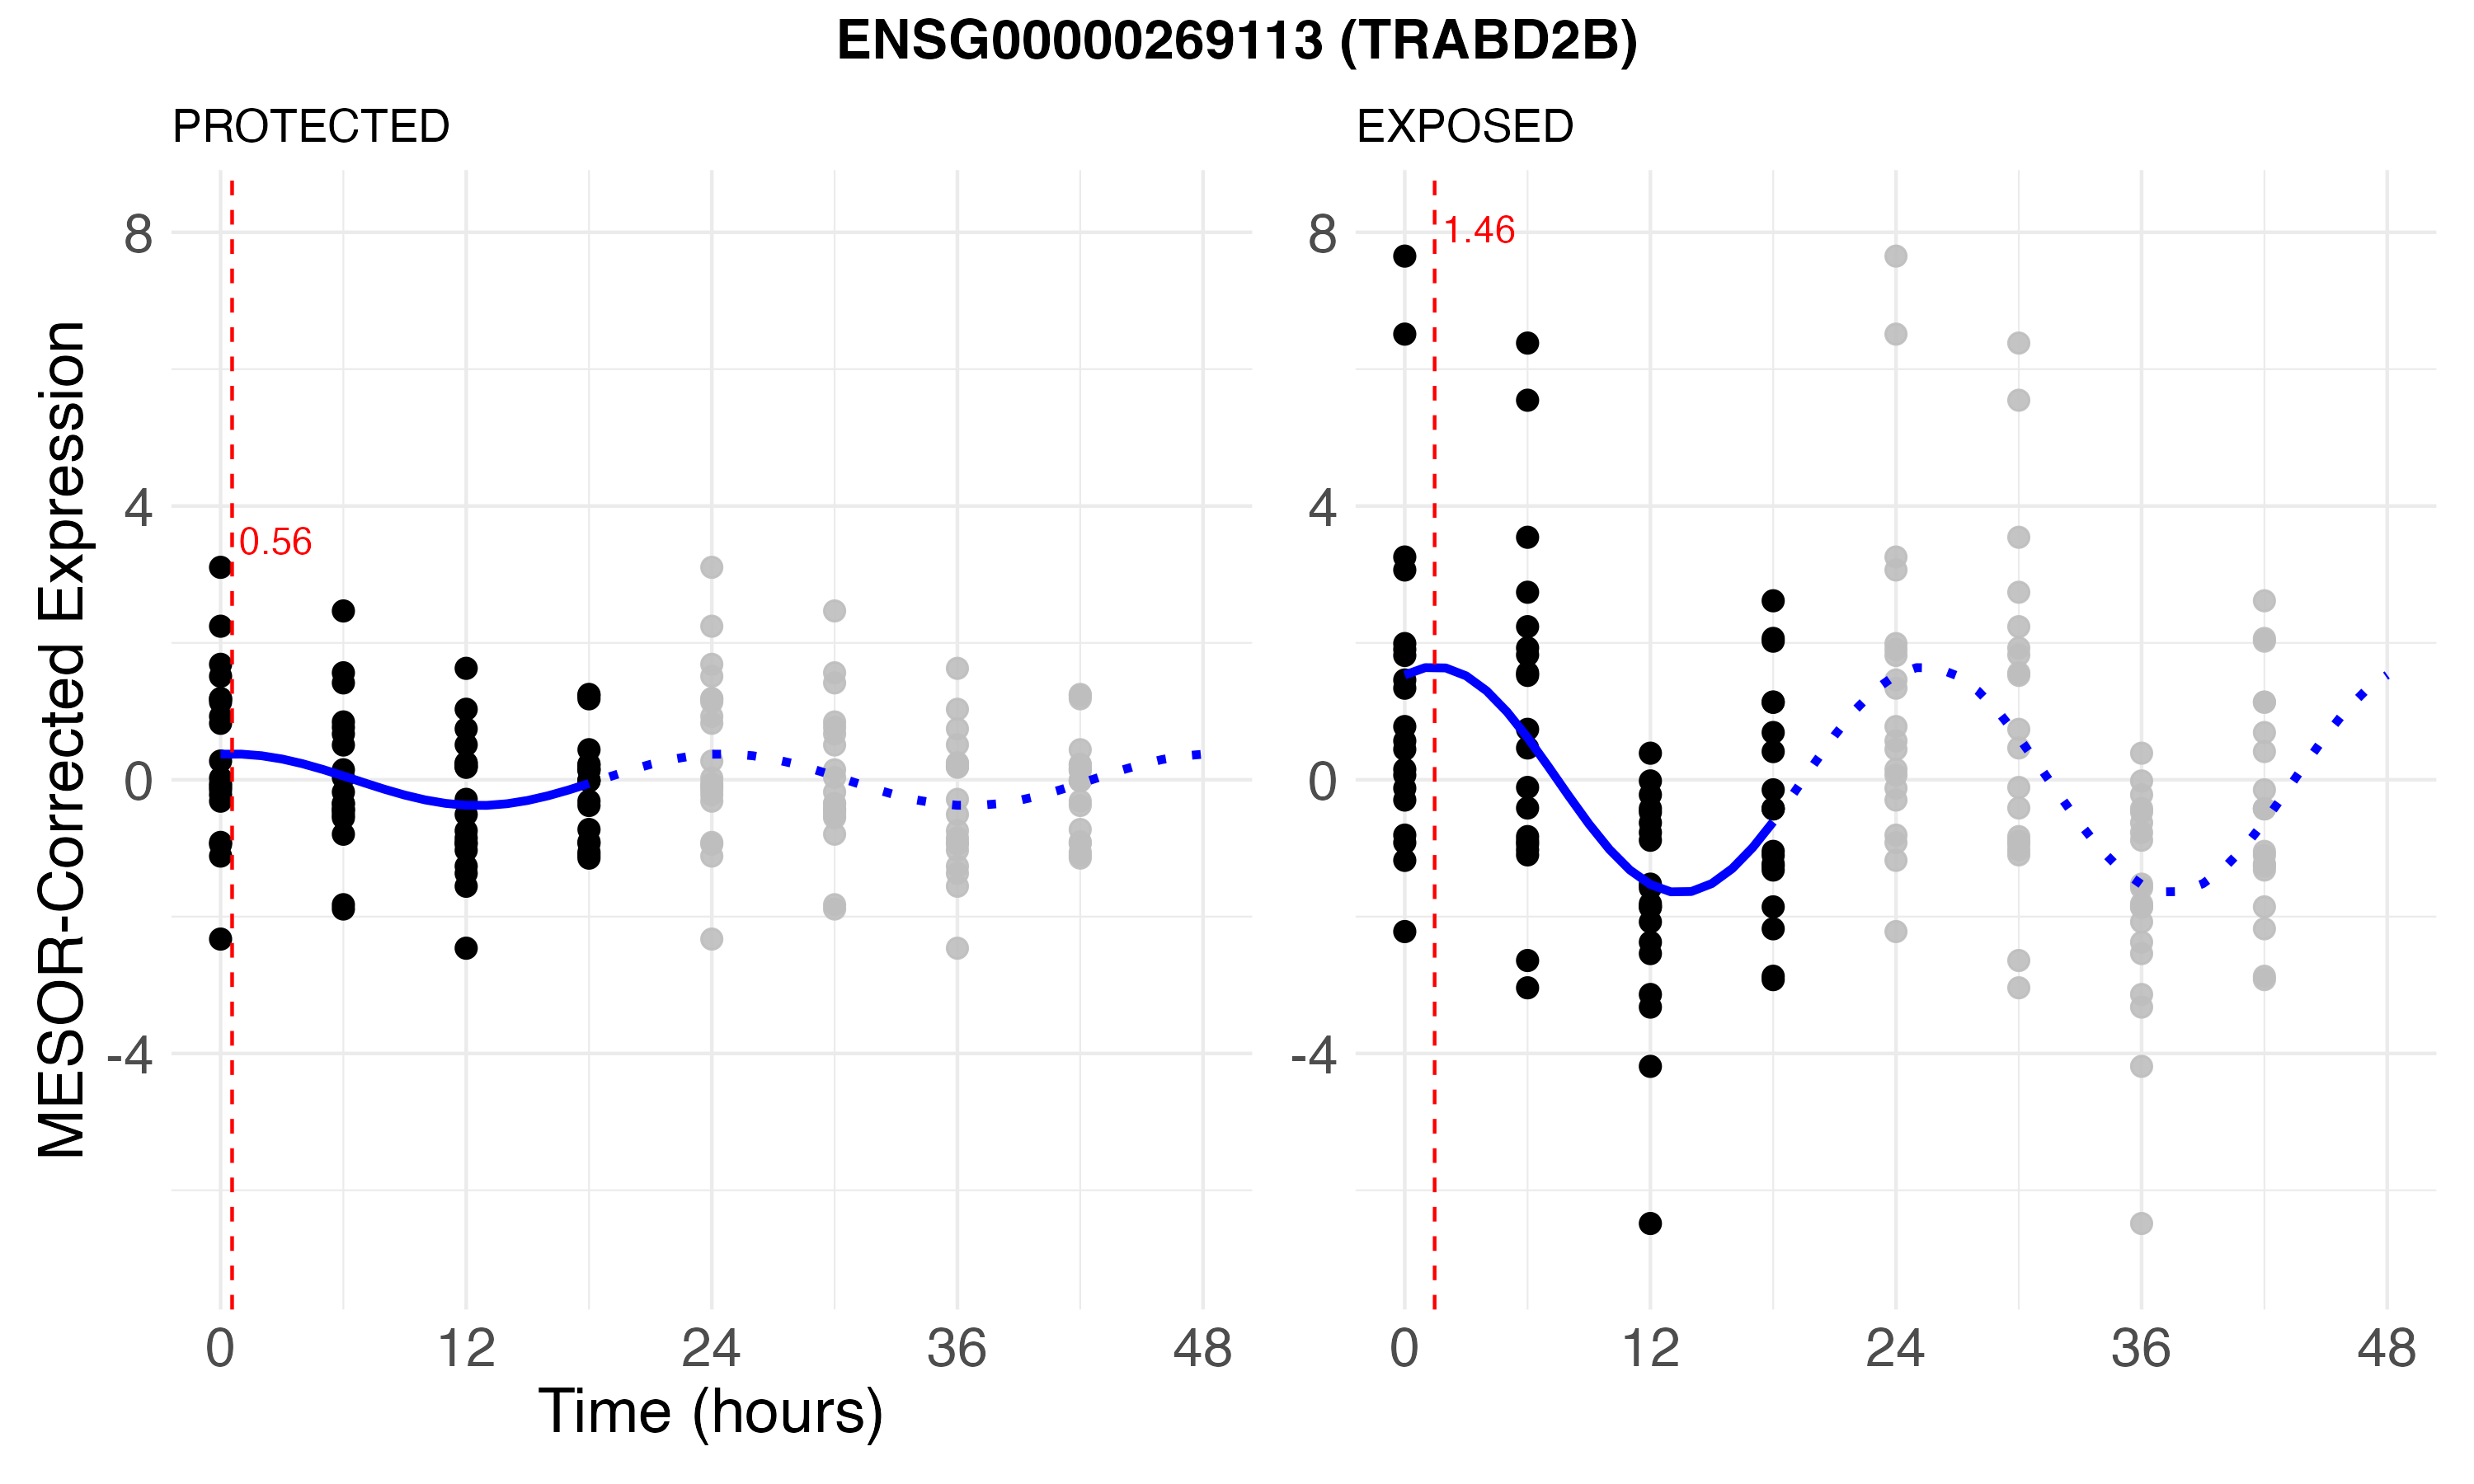 ENSG00000269113 (TRABD2B)
PROTECTED
EXPOSED
MESOR-Corrected Expression
8
4
0
-4
0.56
0 12 24 36 48
8
4
0
-4
1.46
0 12 24 36 48
Time (hours)